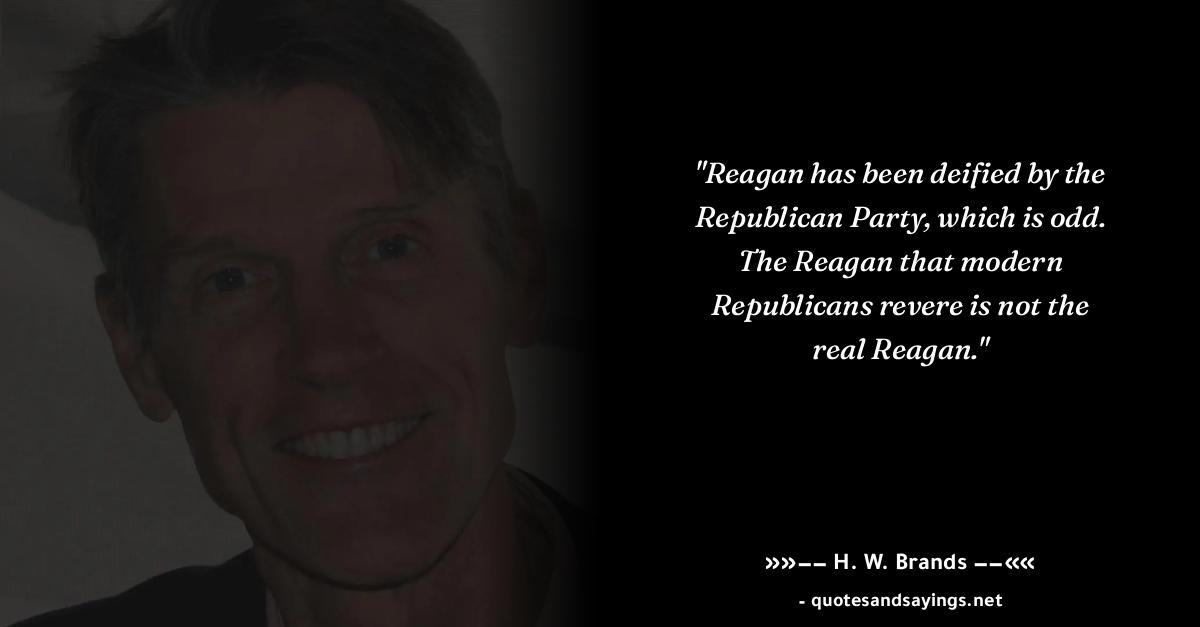 "Reagan has been deified by the
Republican Party, which is odd.
The Reagan that modern
Republicans revere is not the
real Reagan."
»»–– H. W. Brands ––««
- quotesandsayings.net